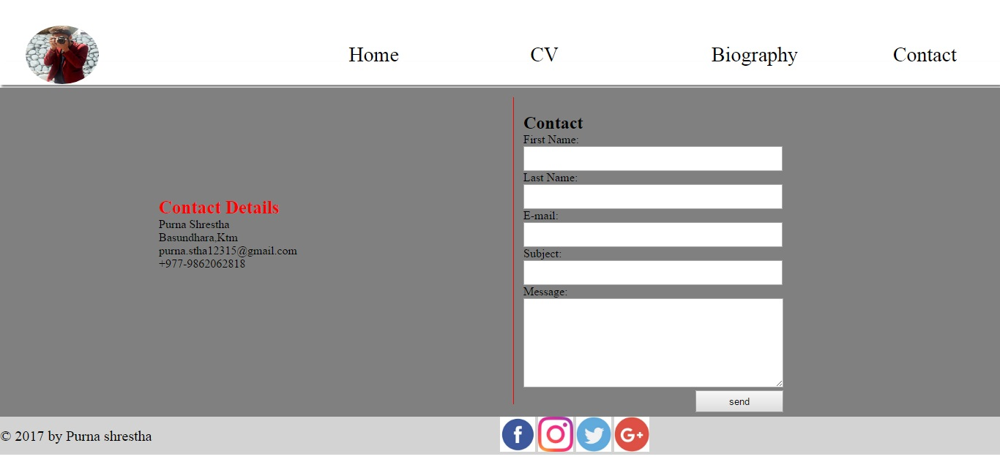 Home CV Biography Contact
Contact Details
Purna Shrestha
Basundhara,Ktm
purna.stha12315@gmail.com
+977-9862062818
Contact
First Name:
Last Name:
E-mail:
Subject:
Message:
send
© 2017 by Purna shrestha
f
G+